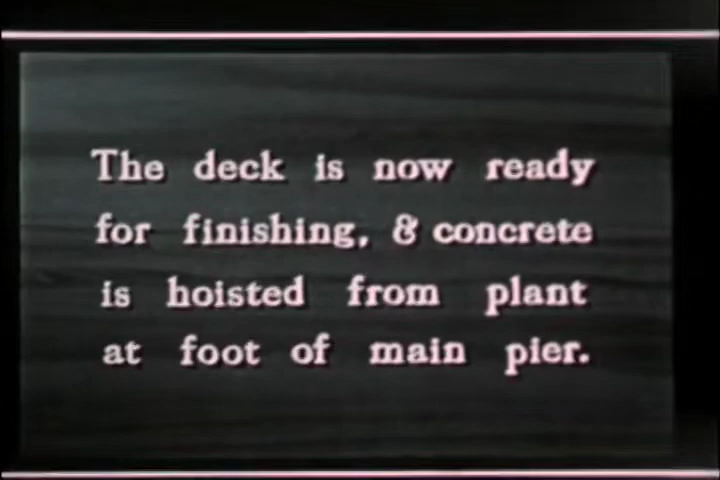 The deck is now ready
for finishing, & concrete
is hoisted from plant
at foot of main pier.